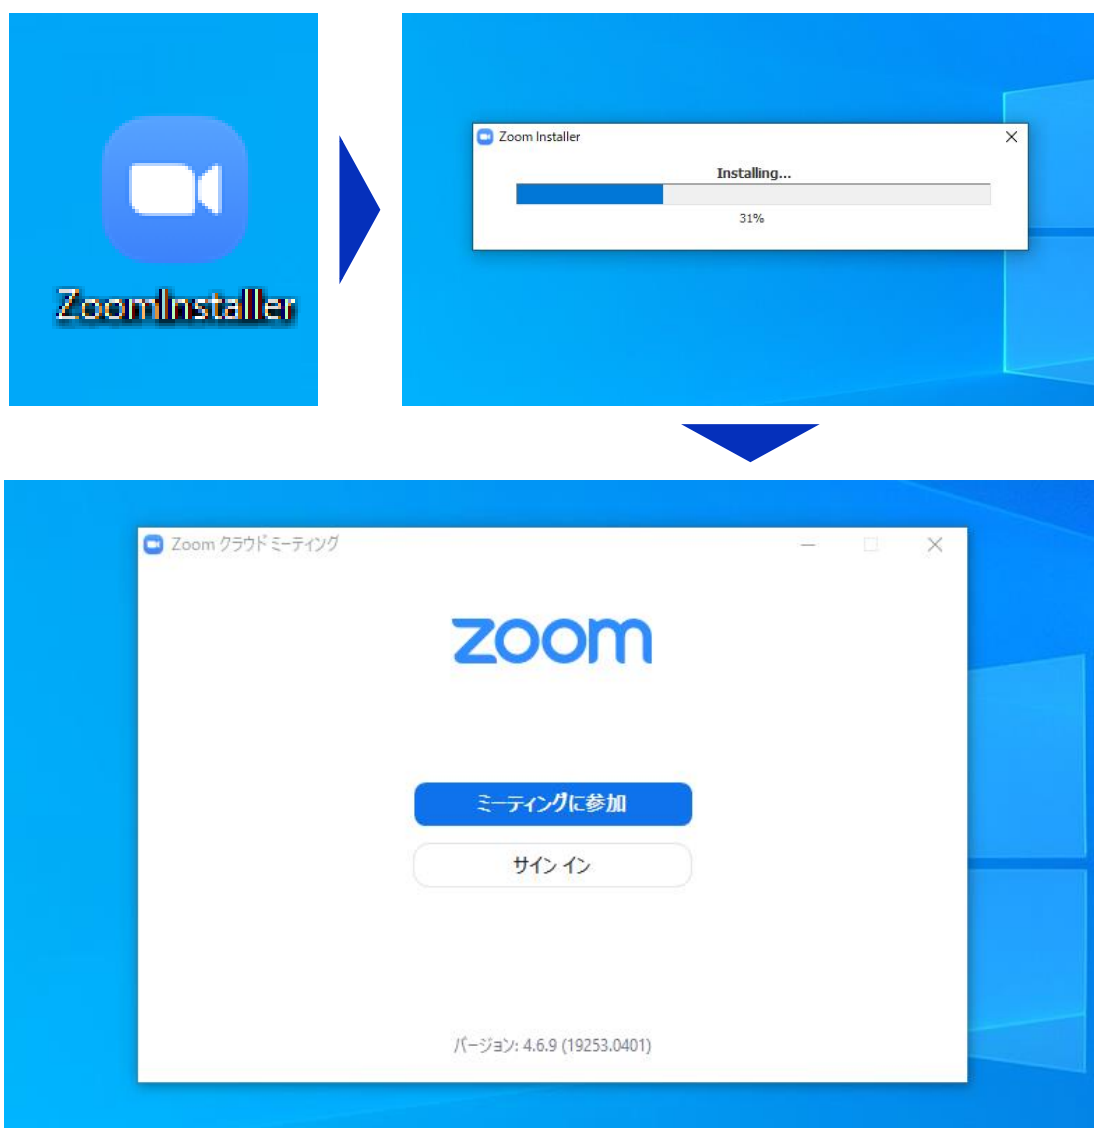 ZoomInstaller
Zoom Installer
Installing...
31%
Zoom クラウド ミーティング
zoom
ミーティングに参加
サイン イン
バージョン: 4.6.9 (19253.0401)